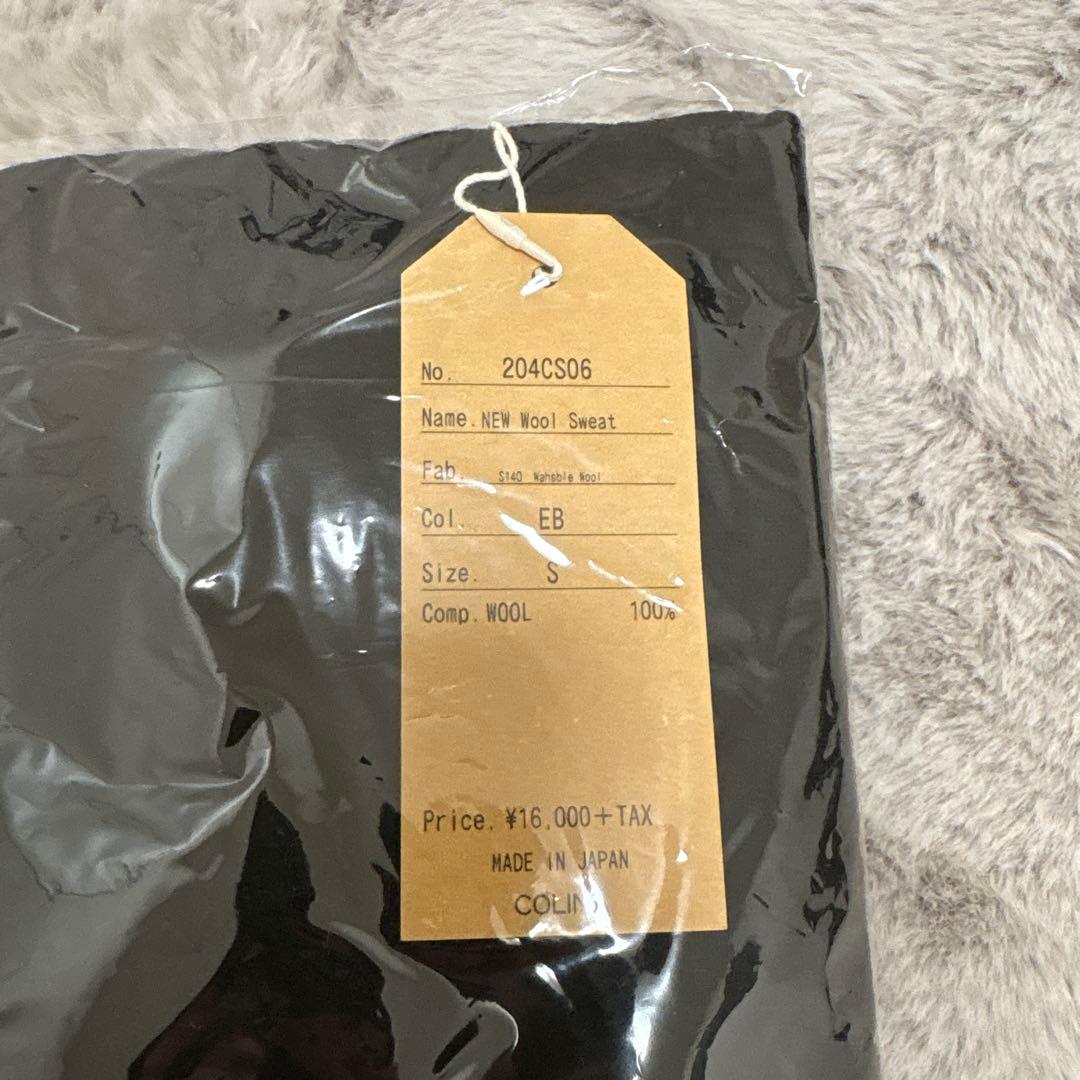 No. 204CS06
Name. NEW Wool Sweat
Fab. S140 Wahsble Wool
Col. EB
Size. S
Comp. WOOL 100%
Price. ¥16,000+TAX
MADE IN JAPAN